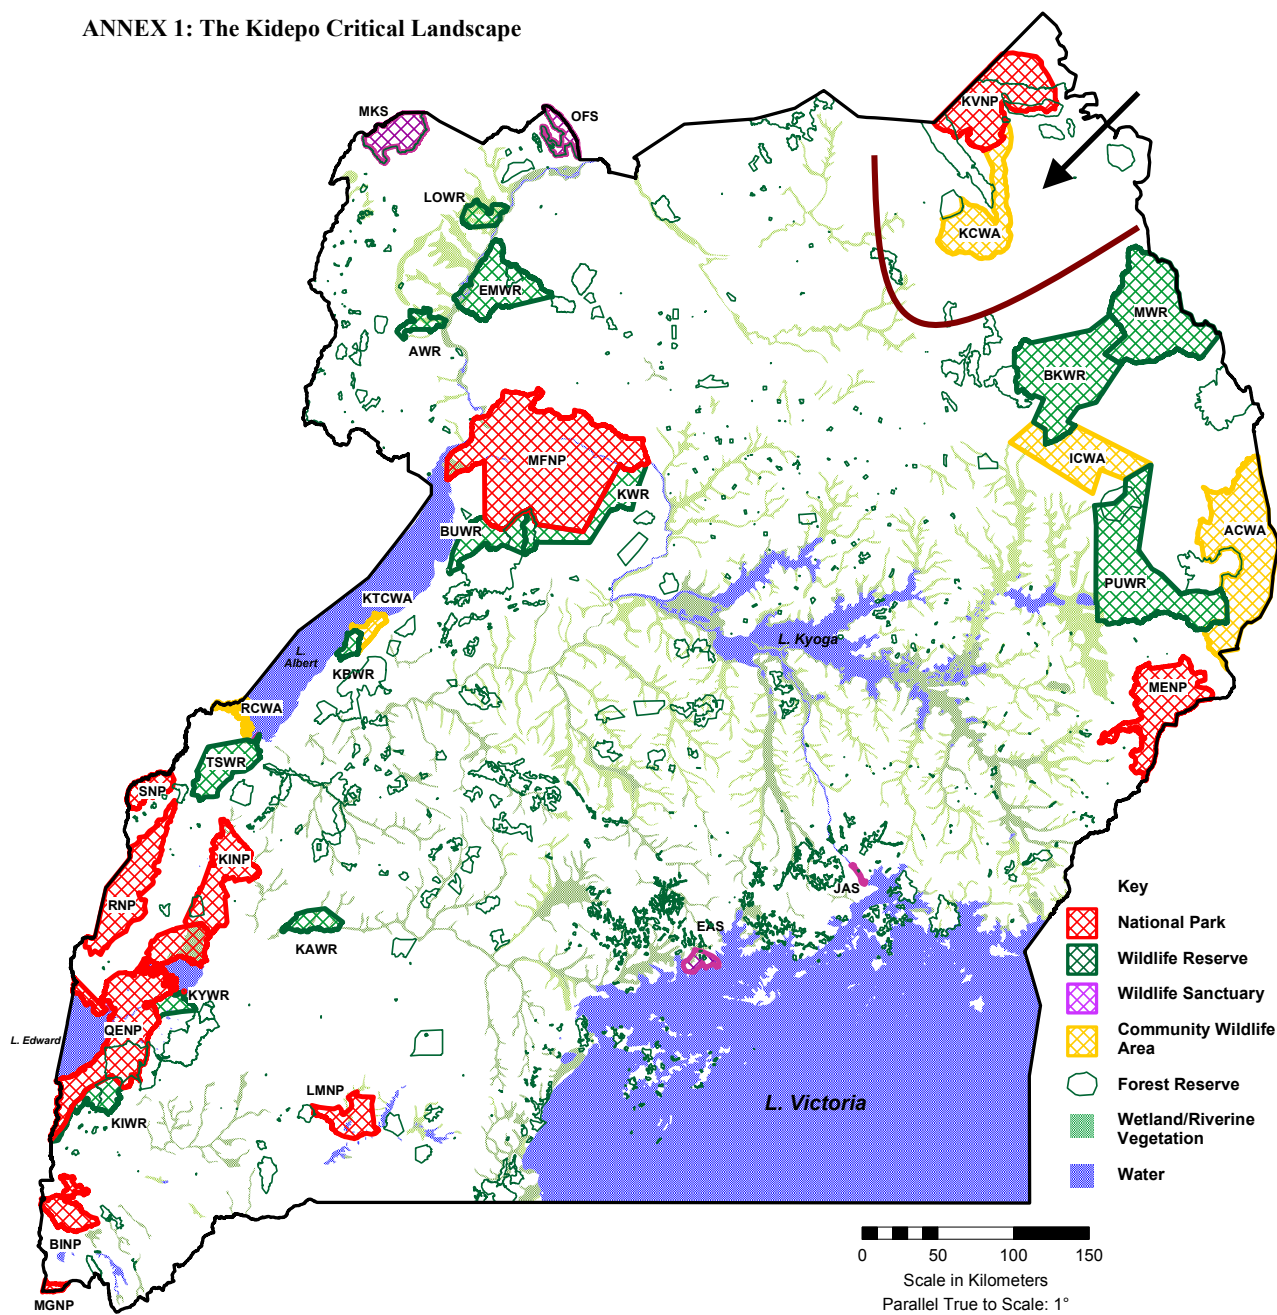 ANNEX 1: The Kidepo Critical Landscape
MKS
OFS
KVNP
LOWR
KCWA
EMWR
MWR
AWR
BKWR
MFNP
ICWA
KWR
BUWR
ACWA
PUWR
KTCWA
L.
Albert
L. Kyoga
KBWR
MENP
RCWA
TSWR
SNP
KINP
JAS
RNP
EAS
KAWR
KYWR
QENP
L. Edward
LMNP
L. Victoria
KIWR
BINP
MGNP
Key
National Park
Wildlife Reserve
Wildlife Sanctuary
Community Wildlife
Area
Forest Reserve
Wetland/Riverine
Vegetation
Water
0 50 100 150
Scale in Kilometers
Parallel True to Scale: 1°